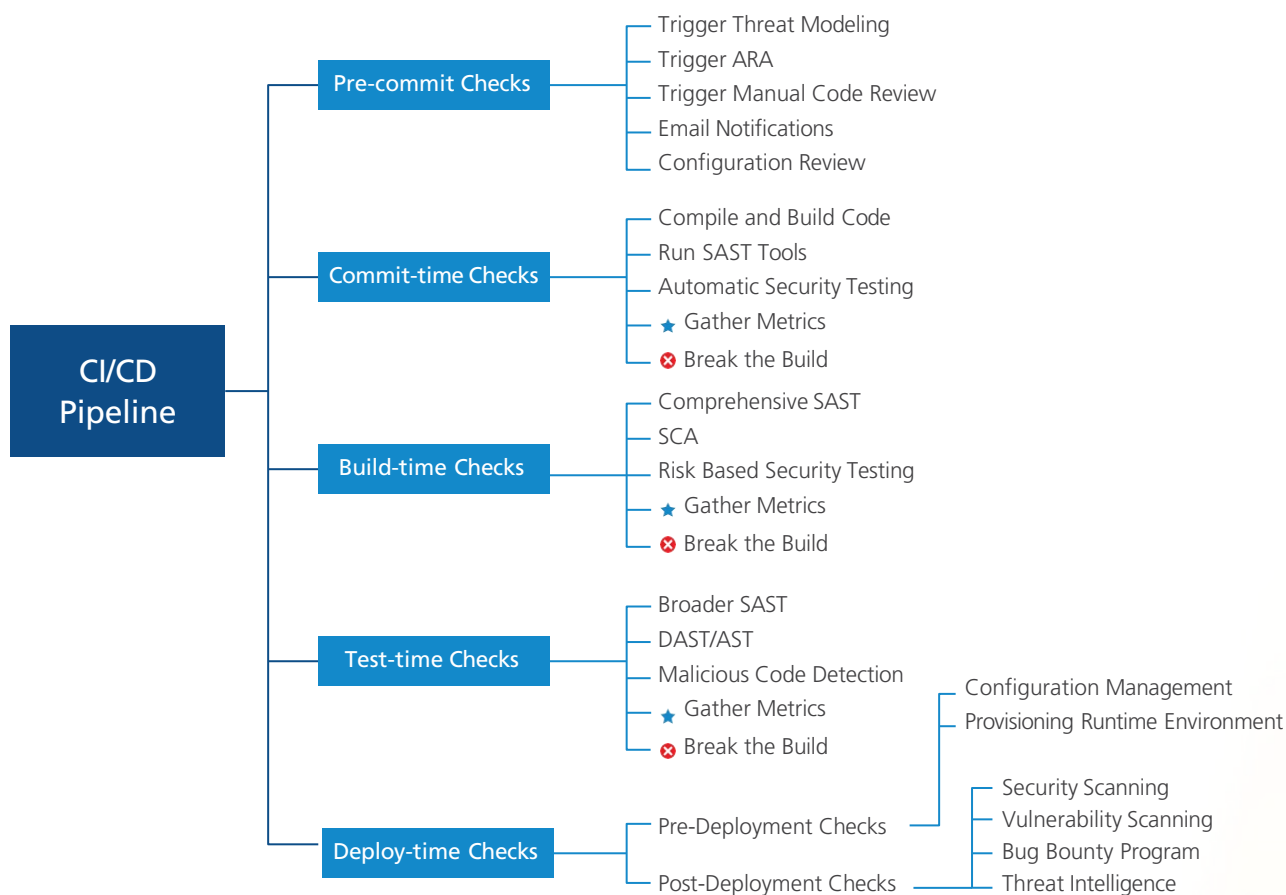 CI/CD
Pipeline
Pre-commit Checks
Trigger Threat Modeling
Trigger ARA
Trigger Manual Code Review
Email Notifications
Configuration Review
Commit-time Checks
Compile and Build Code
Run SAST Tools
Automatic Security Testing
Gather Metrics
Break the Build
Build-time Checks
Comprehensive SAST
SCA
Risk Based Security Testing
Gather Metrics
Break the Build
Test-time Checks
Broader SAST
DAST/AST
Malicious Code Detection
Gather Metrics
Break the Build
Deploy-time Checks
Pre-Deployment Checks
Configuration Management
Provisioning Runtime Environment
Post-Deployment Checks
Security Scanning
Vulnerability Scanning
Bug Bounty Program
Threat Intelligence